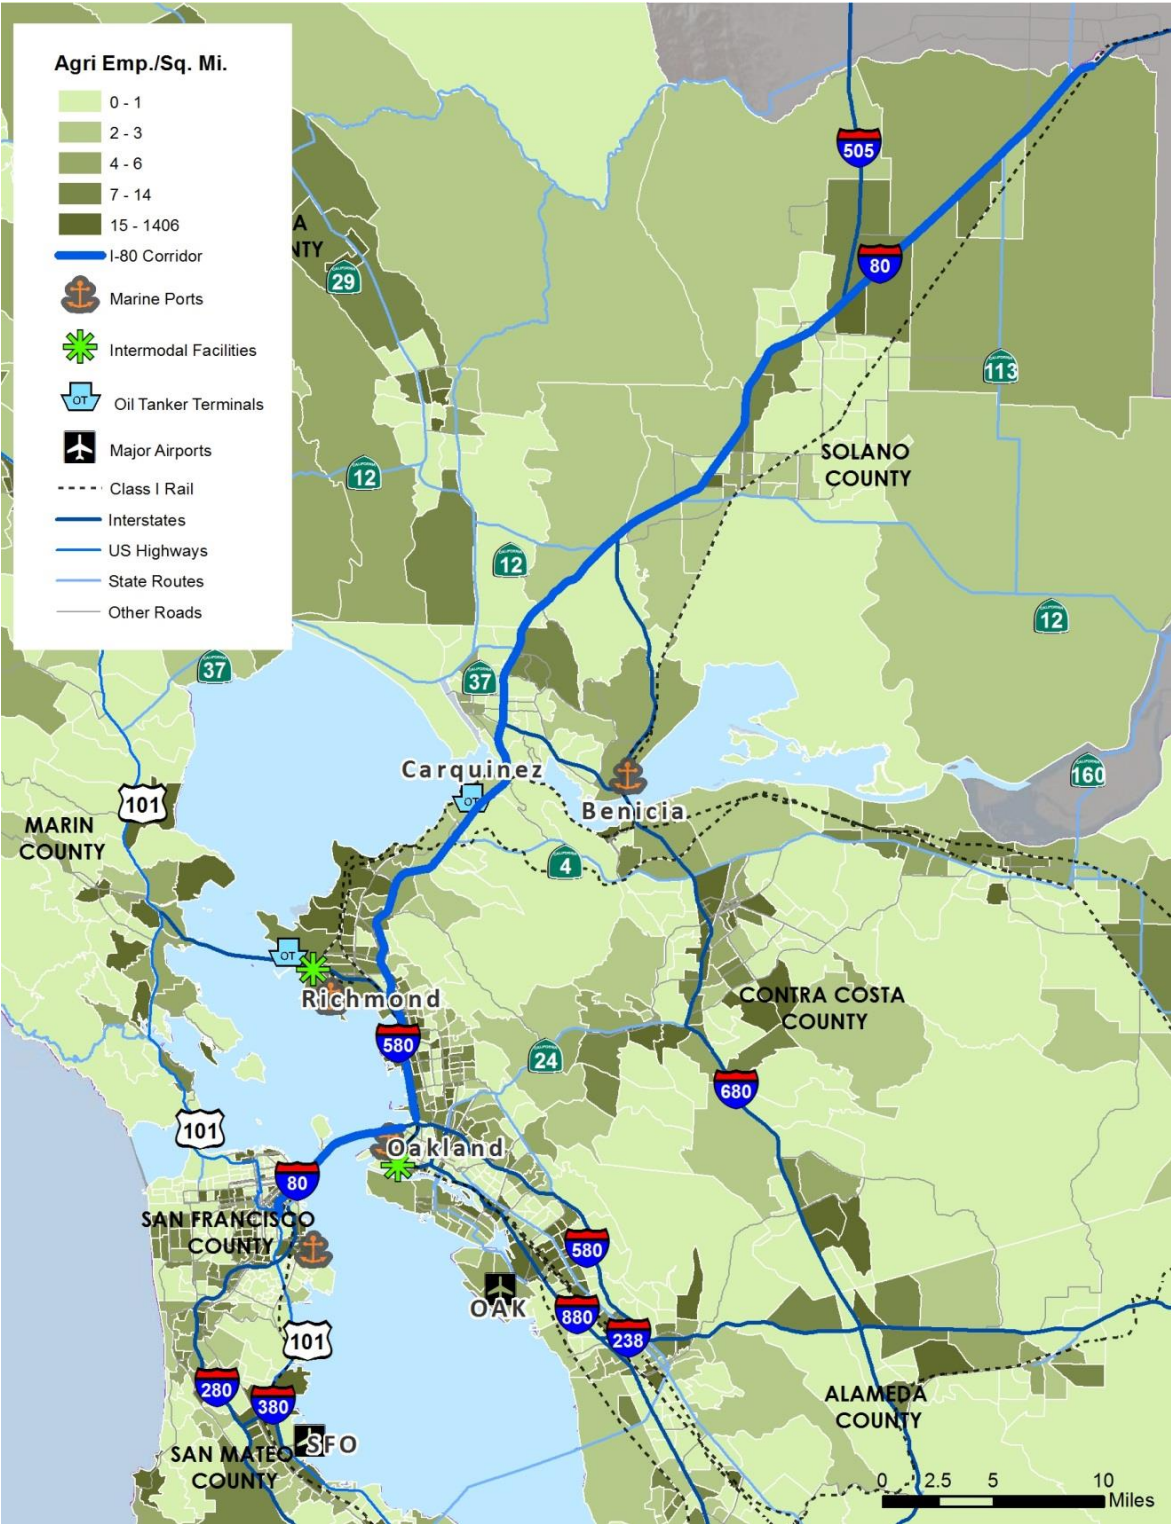 Agri Emp./Sq. Mi.
0 - 1
2 - 3
4 - 6
7 - 14
15 - 1406
I-80 Corridor
Marine Ports
Intermodal Facilities
OT
Oil Tanker Terminals
Major Airports
Class I Rail
Interstates
US Highways
State Routes
Other Roads
505
A
NTY
80
29
113
SOLANO
COUNTY
12
12
12
37
37
Carquinez
OT
160
101
Benicia
MARIN
COUNTY
4
OT
Richmond
CONTRA COSTA
COUNTY
580
24
680
101
Oakland
80
SAN FRANCISCO
COUNTY
580
OAK
880
238
101
280
380
ALAMEDA
COUNTY
SFO
SAN MATEO
COUNTY
0 2.5 5 10
Miles